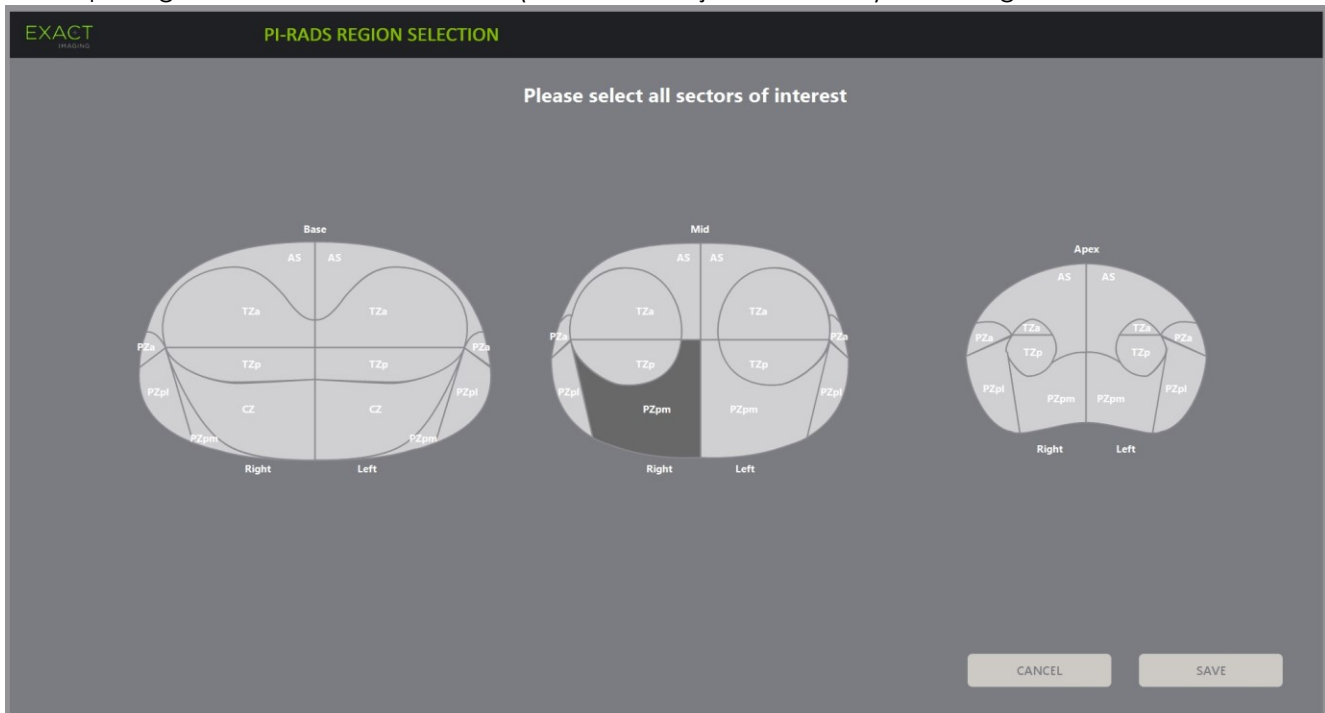 EXACT
IMAGING
PI-RADS REGION SELECTION
Please select all sectors of interest
Base
AS AS
TZa TZa
PZa PZa
TZp TZp
PZpl PZpl
CZ CZ
PZpm PZpm
Right Left
Mid
AS AS
TZa TZa
PZa PZa
TZp TZp
PZpl PZpl
PZpm PZpm
Right Left
Apex
AS AS
TZa TZa
PZa PZa
TZp TZp
PZpl PZpl
PZpm PZpm
Right Left
CANCEL SAVE